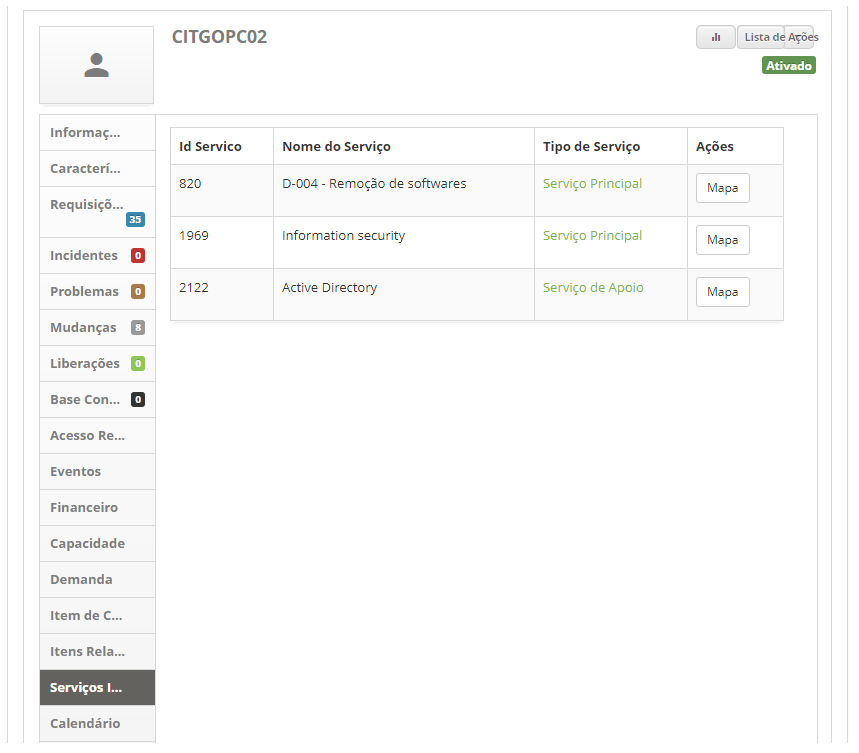 CITGOPC02
Lista de Ações
Ativado
Informaç...
Caracterí...
Requisiçõ...
35
Incidentes 0
Problemas 0
Mudanças 8
Liberações 0
Base Con... 0
Acesso Re...
Eventos
Financeiro
Capacidade
Demanda
Item de C...
Itens Rela...
Serviços I...
Calendário
Id Servico Nome do Serviço Tipo de Serviço Ações
820 D-004 - Remoção de softwares Serviço Principal Mapa
1969 Information security Serviço Principal Mapa
2122 Active Directory Serviço de Apoio Mapa